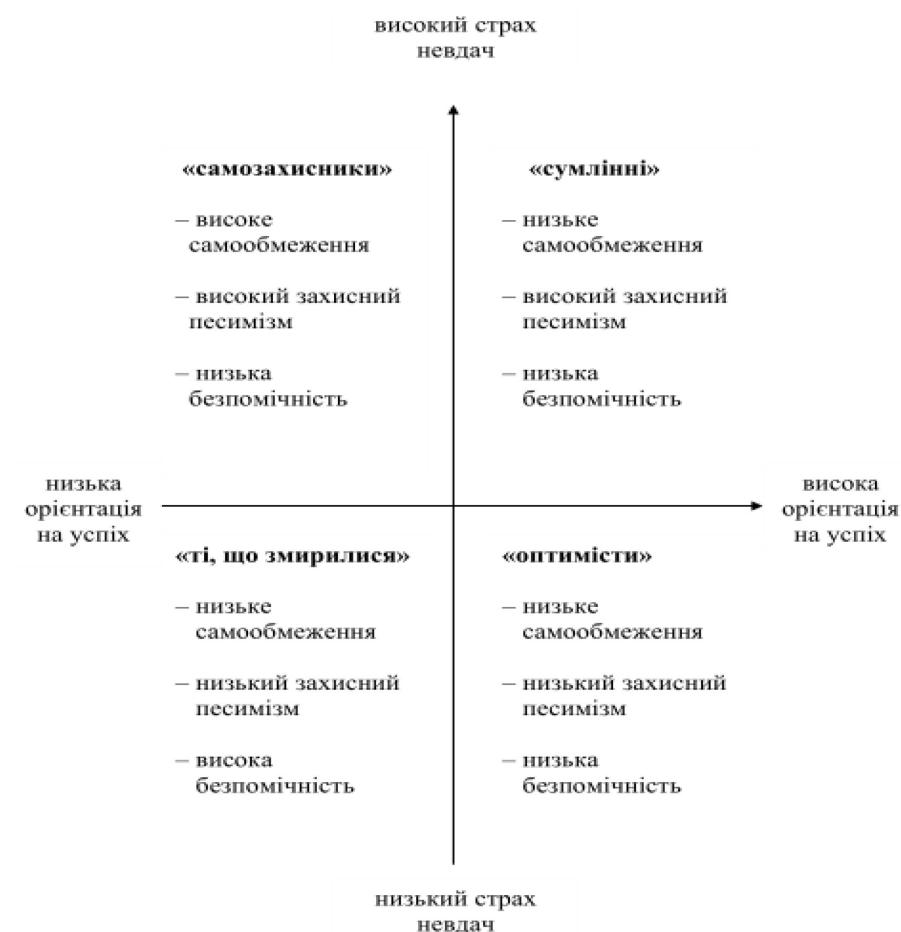 високий страх
невдач
«самозахисники»
– високе
самообмеження
– високий захисний
песимізм
– низька
безпомічність
«сумлінні»
– низьке
самообмеження
– високий захисний
песимізм
– низька
безпомічність
низька
орієнтація
на успіх
висока
орієнтація
на успіх
«ті, що змирилися»
– низьке
самообмеження
– низький захисний
песимізм
– висока
безпомічність
«оптимісти»
– низьке
самообмеження
– низький захисний
песимізм
– низька
безпомічність
низький страх
невдач